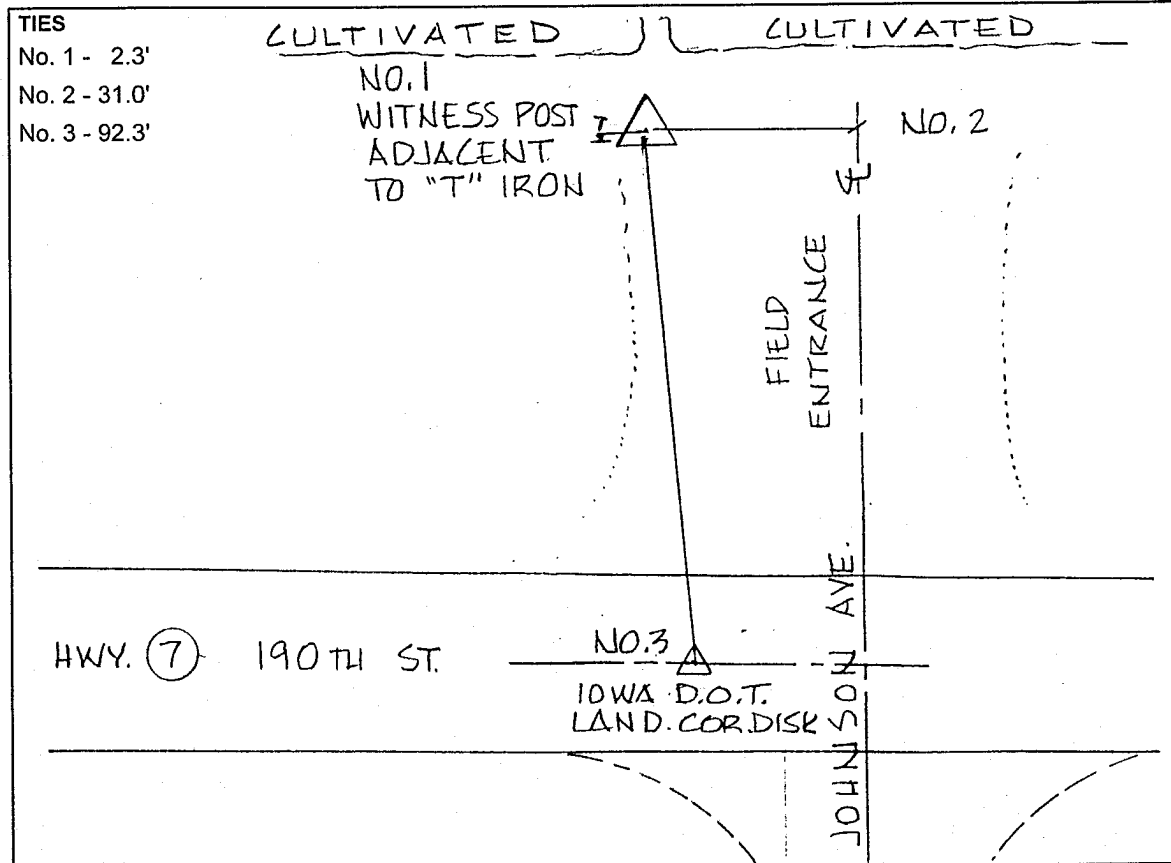 TIES
No. 1 - 2.3'
No. 2 - 31.0'
No. 3 - 92.3'
CULTIVATED
CULTIVATED
NO.1
WITNESS POST
ADJACENT
TO "T" IRON
T
NO. 2
℄
FIELD
ENTRANCE
HWY. 7 190TH ST.
NO.3
IOWA D.O.T.
LAND. COR.DISK
JOHNSON AVE.